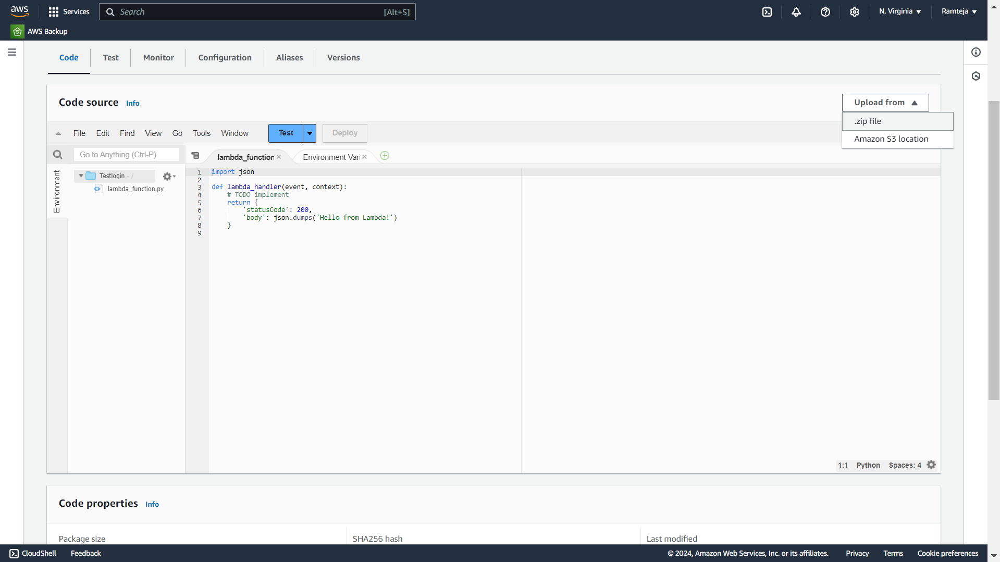 aws
Services
Search
[Alt+S]
N. Virginia
Ramteja
AWS Backup
Code
Test
Monitor
Configuration
Aliases
Versions
Code source
Info
Upload from
.zip file
Amazon S3 location
File
Edit
Find
View
Go
Tools
Window
Test
Deploy
Go to Anything (Ctrl-P)
lambda_function
Environment Vari
Environment
Testlogin - /
lambda_function.py
1 import json
2
3 def lambda_handler(event, context):
4 # TODO implement
5 return {
6 'statusCode': 200,
7 'body': json.dumps('Hello from Lambda!')
8 }
9
1:1
Python
Spaces: 4
Code properties
Info
Package size
SHA256 hash
Last modified
CloudShell
Feedback
© 2024, Amazon Web Services, Inc. or its affiliates.
Privacy
Terms
Cookie preferences